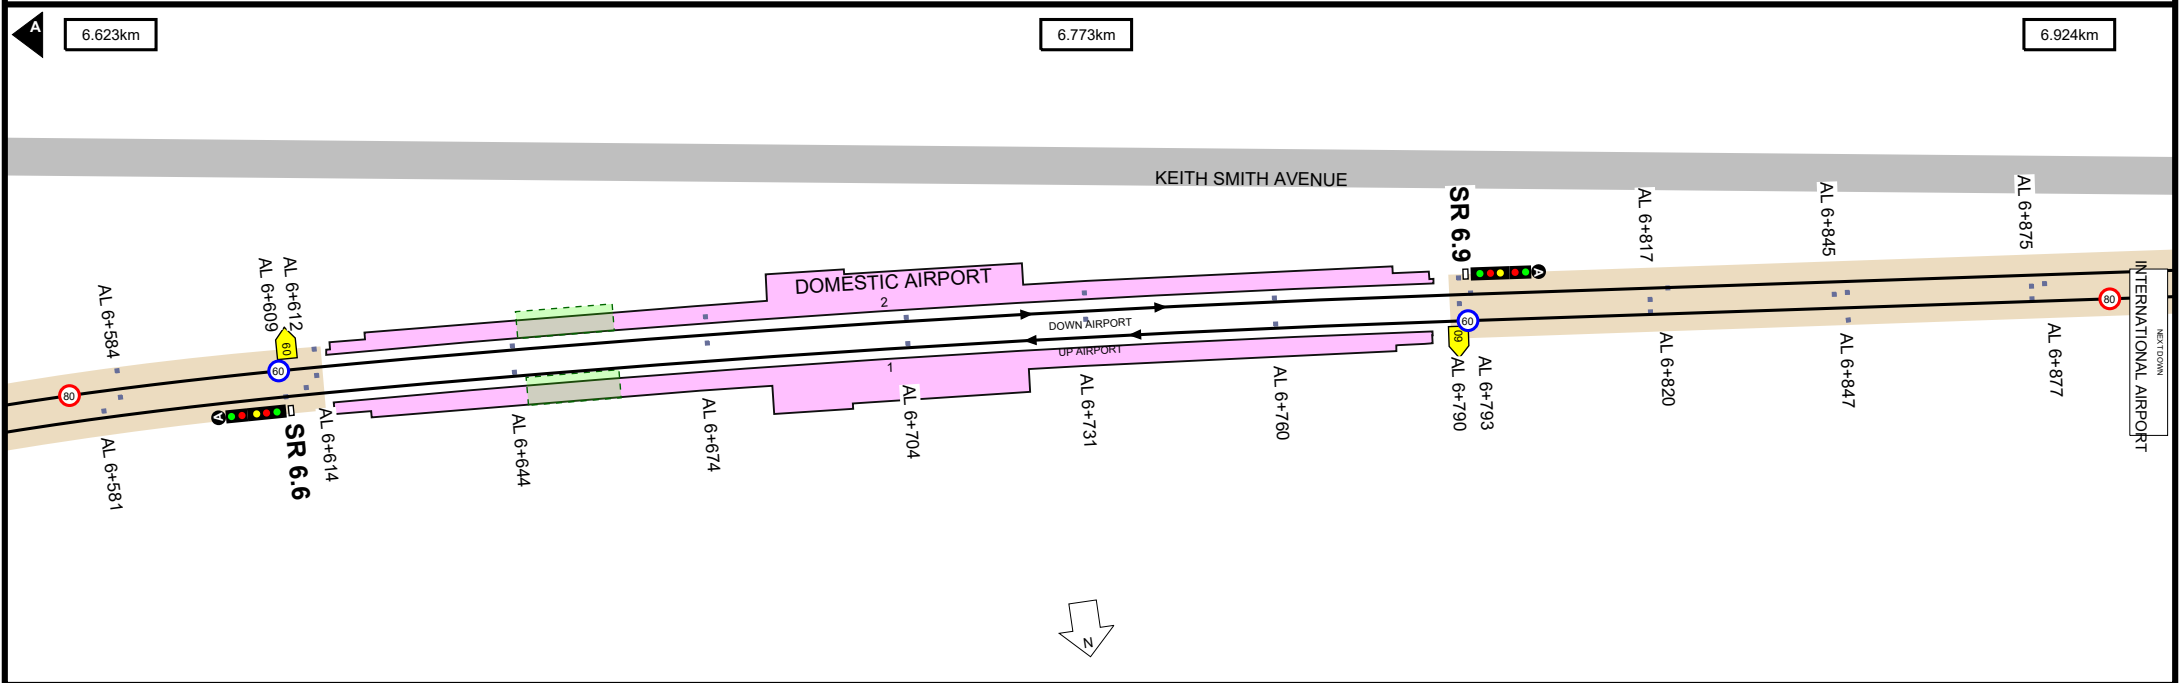 A
6.623km
6.773km
6.924km
KEITH SMITH AVENUE
SR 6.9
A
AL 6+817
AL 6+845
AL 6+875
AL 6+584
AL 6+609
AL 6+612
60
60
80
DOMESTIC AIRPORT
2
DOWN AIRPORT
UP AIRPORT
1
60
60
80
INTERNATIONAL AIRPORT
NEXT DOWN
A
SR 6.6
AL 6+581
AL 6+614
AL 6+644
AL 6+674
AL 6+704
AL 6+731
AL 6+760
AL 6+790
AL 6+793
AL 6+820
AL 6+847
AL 6+877
N